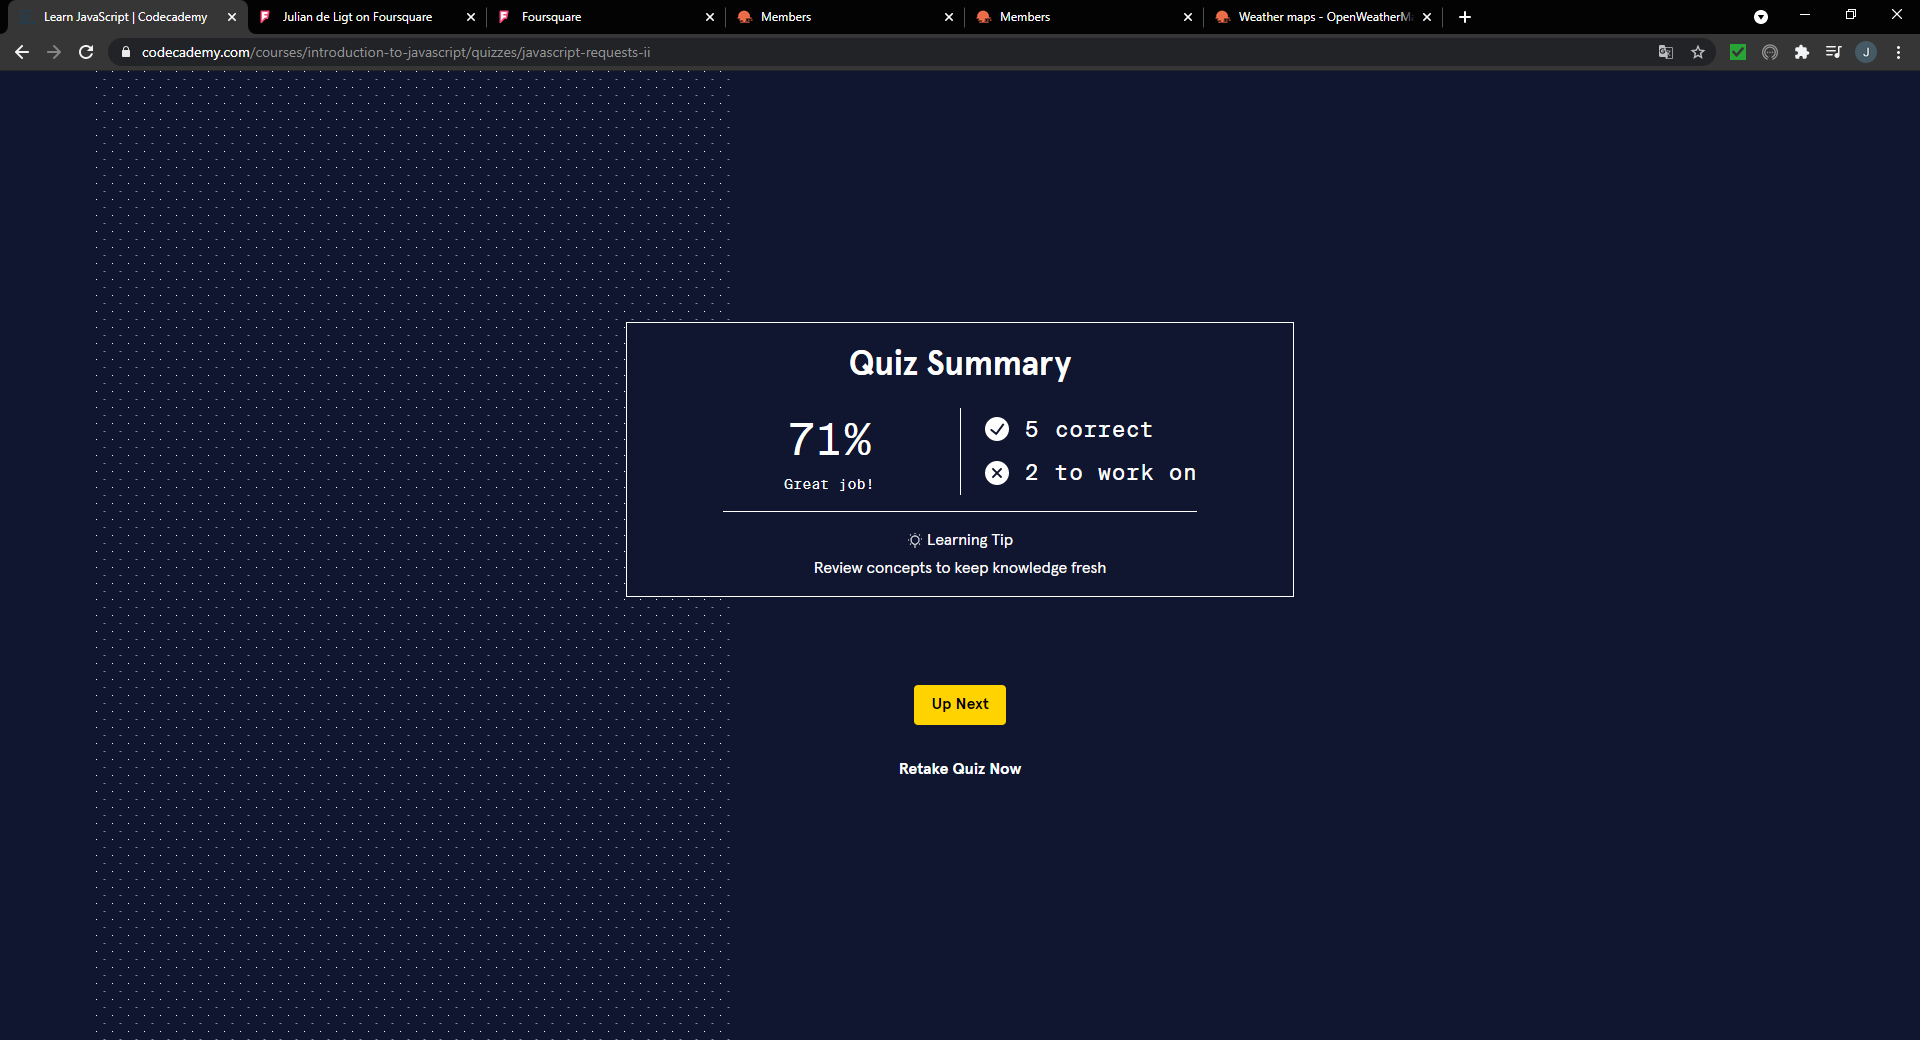 Learn JavaScript | Codecademy
Julian de Ligt on Foursquare
Foursquare
Members
Members
Weather maps - OpenWeatherM
codecademy.com/courses/introduction-to-javascript/quizzes/javascript-requests-ii
J
Quiz Summary
71%
Great job!
5 correct
2 to work on
Learning Tip
Review concepts to keep knowledge fresh
Up Next
Retake Quiz Now